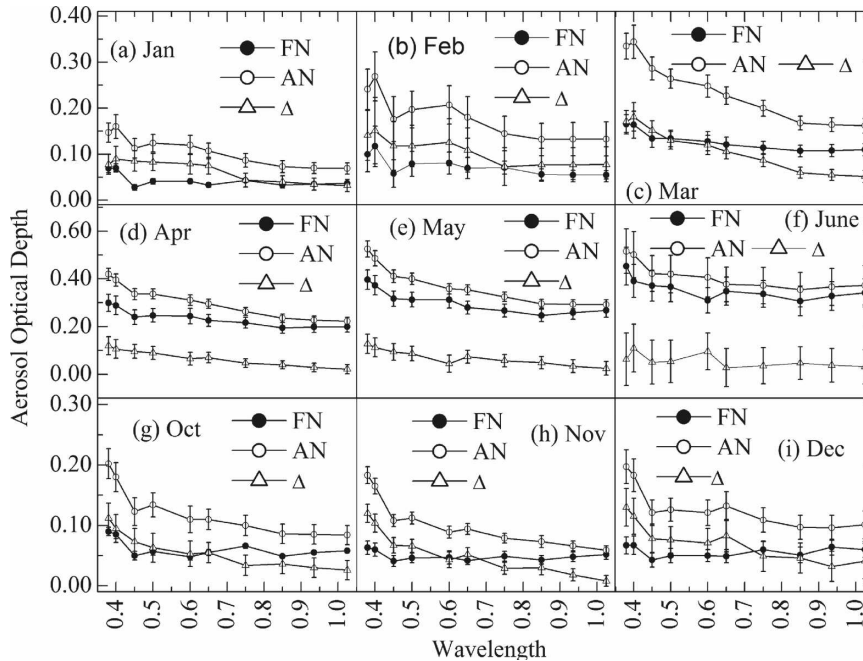 Aerosol Optical Depth
0.40
0.30
0.20
0.10
0.00
(a) Jan
FN
AN
Δ
(b) Feb
FN
AN
Δ
FN
AN Δ
(c) Mar
0.60
0.40
0.20
0.00
(d) Apr
FN
AN
Δ
(e) May
FN
AN
Δ
FN
(f) June
AN Δ
0.30
0.20
0.10
0.00
(g) Oct
FN
AN
Δ
FN
AN
(h) Nov
Δ
FN
AN
Δ
(i) Dec
0.4 0.5 0.6 0.7 0.8 0.9 1.0
0.4 0.5 0.6 0.7 0.8 0.9 1.0
0.4 0.5 0.6 0.7 0.8 0.9 1.0
Wavelength